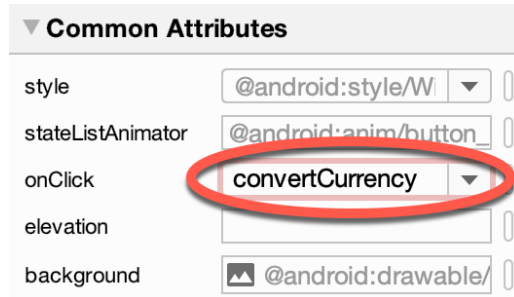 Common Attributes
style @android:style/Wi
stateListAnimator @android:anim/button_
onClick convertCurrency
elevation
background @android:drawable/